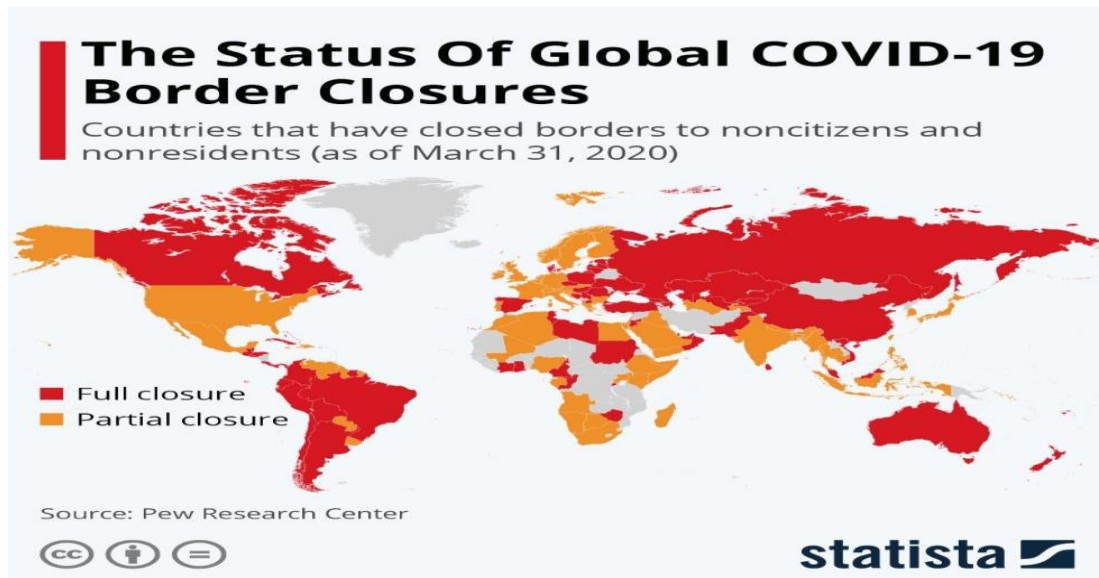 The Status Of Global COVID-19
Border Closures
Countries that have closed borders to noncitizens and
nonresidents (as of March 31, 2020)
Full closure
Partial closure
Source: Pew Research Center
cc
statista